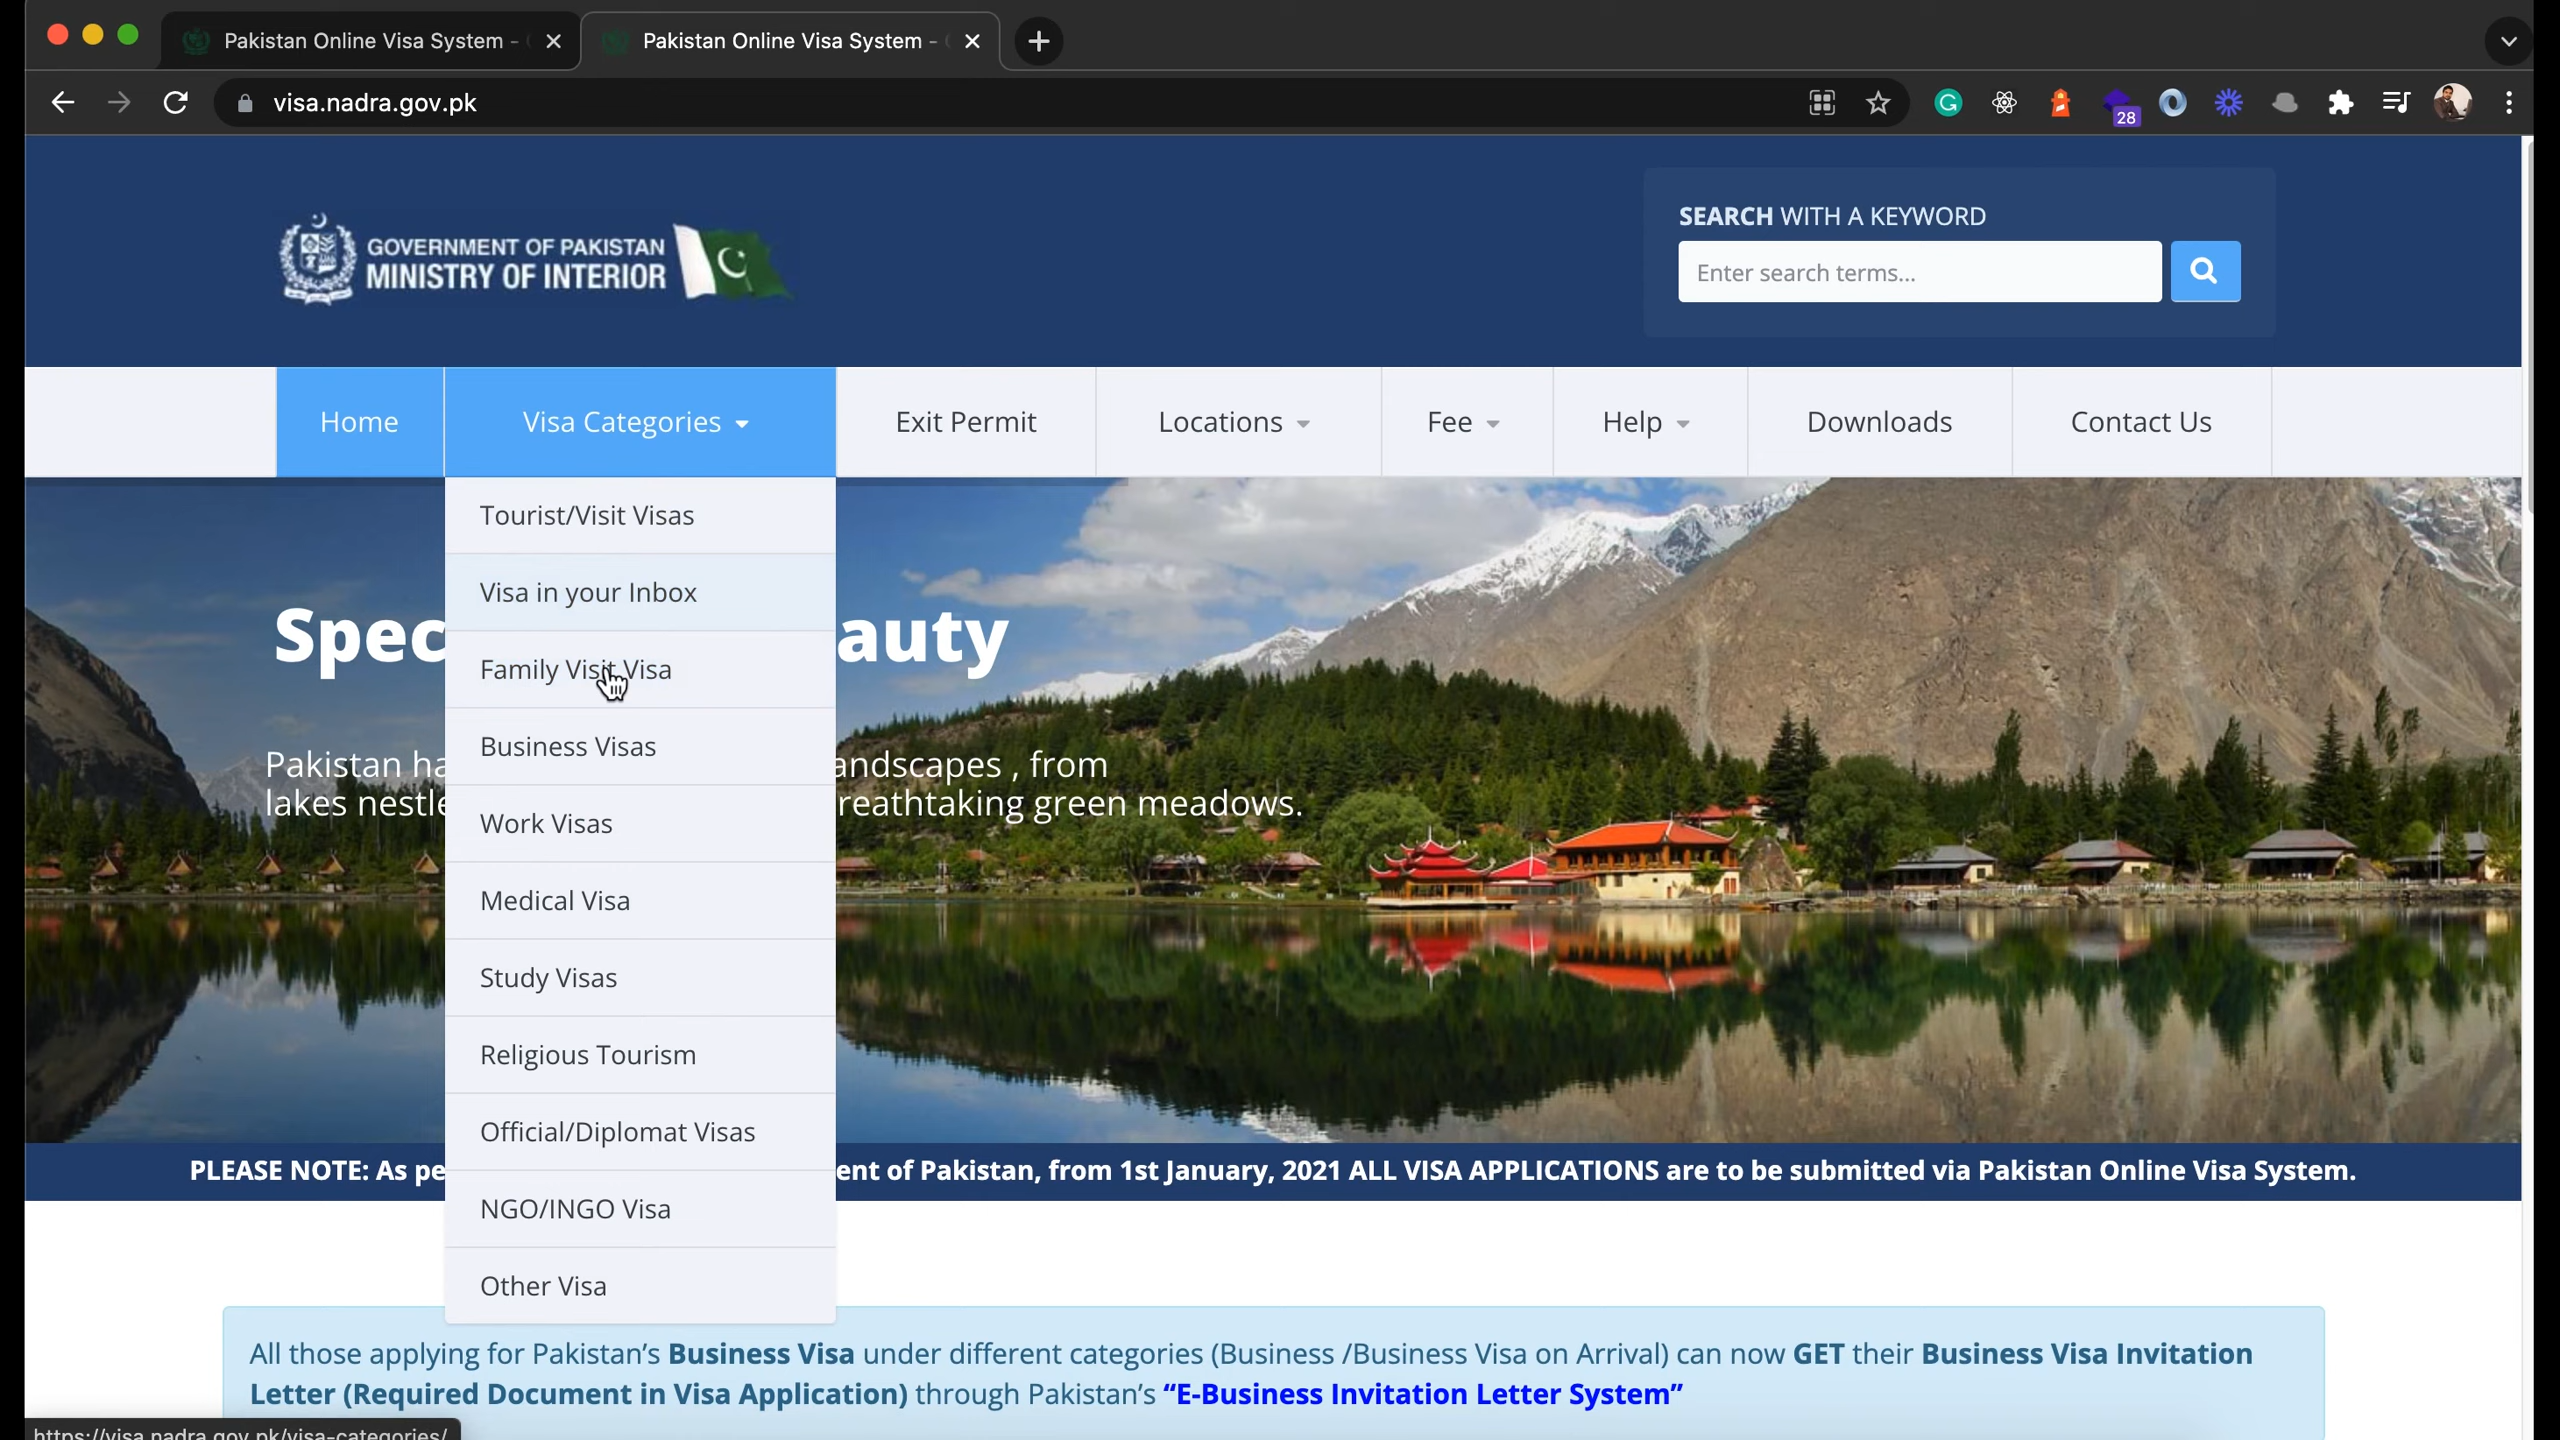 Pakistan Online Visa System -
Pakistan Online Visa System -
visa.nadra.gov.pk
28
GOVERNMENT OF PAKISTAN
MINISTRY OF INTERIOR
SEARCH WITH A KEYWORD
Enter search terms...
Home
Visa Categories
Exit Permit
Locations
Fee
Help
Downloads
Contact Us
Tourist/Visit Visas
Visa in your Inbox
Family Visit Visa
Business Visas
Work Visas
Medical Visa
Study Visas
Religious Tourism
Official/Diplomat Visas
NGO/INGO Visa
Other Visa
Spec auty
Pakistan ha andscapes , from
lakes nestle reathtaking green meadows.
PLEASE NOTE: As pe ent of Pakistan, from 1st January, 2021 ALL VISA APPLICATIONS are to be submitted via Pakistan Online Visa System.
All those applying for Pakistan’s Business Visa under different categories (Business /Business Visa on Arrival) can now GET their Business Visa Invitation
Letter (Required Document in Visa Application) through Pakistan’s “E-Business Invitation Letter System”
https://visa.nadra.gov.pk/visa-categories/